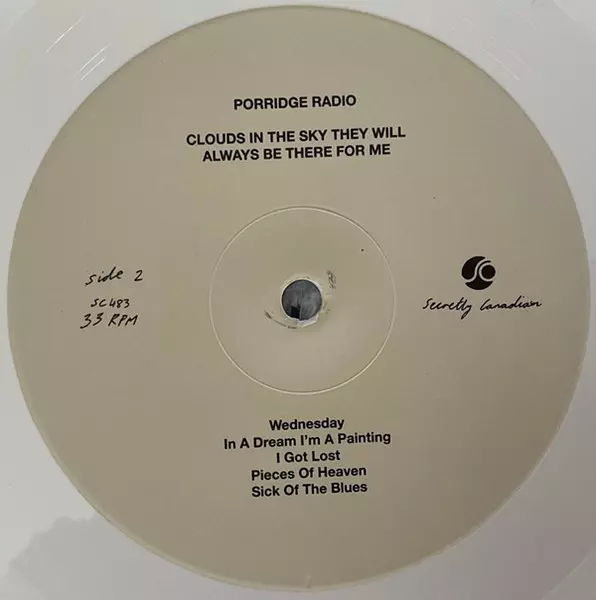 PORRIDGE RADIO
CLOUDS IN THE SKY THEY WILL
ALWAYS BE THERE FOR ME
side 2
SC483
33 RPM
SC
Secretly Canadian
Wednesday
In A Dream I'm A Painting
I Got Lost
Pieces Of Heaven
Sick Of The Blues